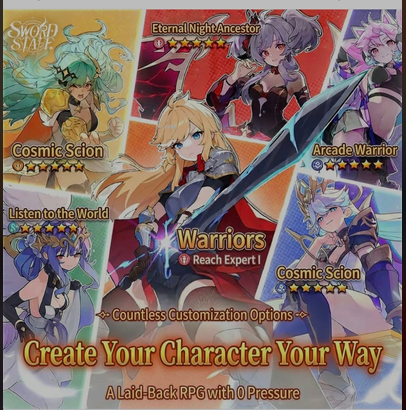 SWORD
STAFF
Eternal Night Ancestor
Cosmic Scion
Arcade Warrior
Listen to the World
Warriors
Reach Expert I
Cosmic Scion
Countless Customization Options
Create Your Character Your Way
A Laid-Back RPG with 0 Pressure